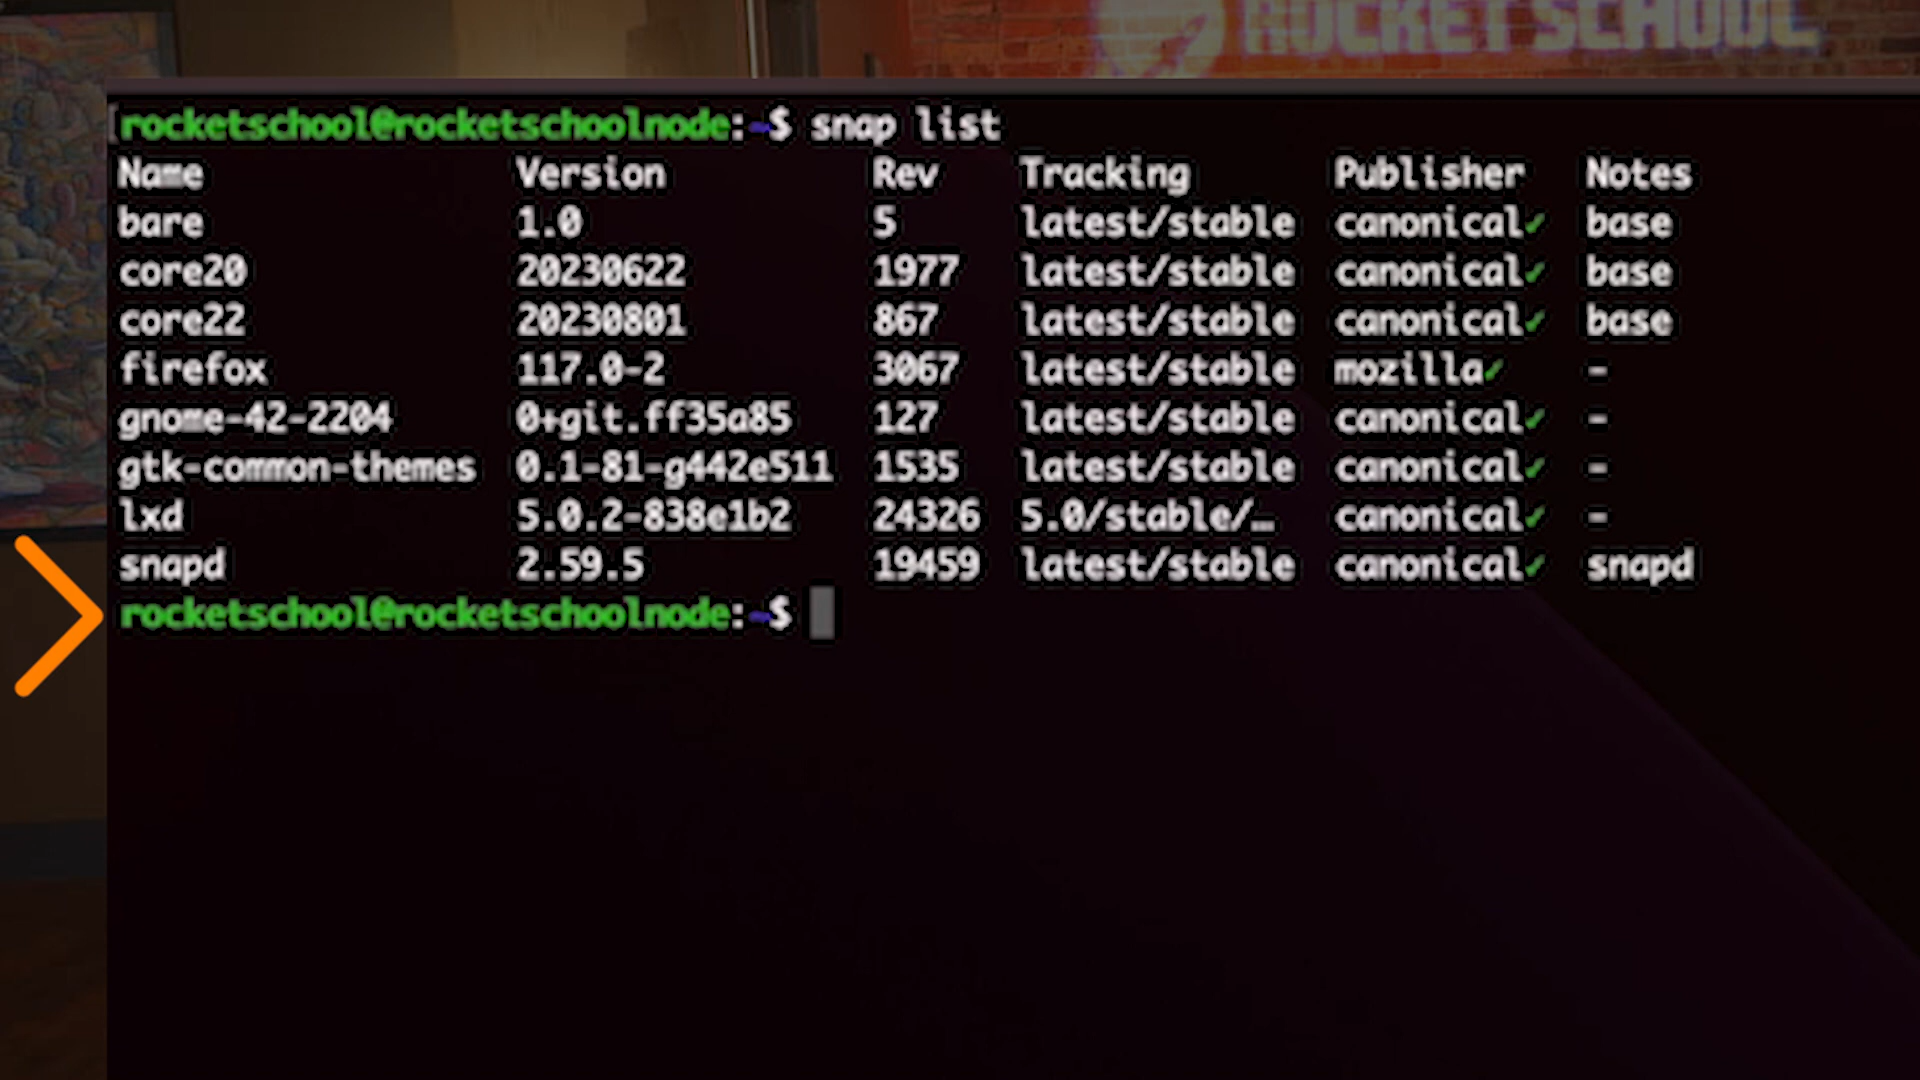 ROCKET SCHOOL
rocketschool@rocketschoolnode:~$ snap list
Name Version Rev Tracking Publisher Notes
bare 1.0 5 latest/stable canonical✓ base
core20 20230622 1977 latest/stable canonical✓ base
core22 20230801 867 latest/stable canonical✓ base
firefox 117.0-2 3067 latest/stable mozilla✓ -
gnome-42-2204 0+git.ff35a85 127 latest/stable canonical✓ -
gtk-common-themes 0.1-81-g442e511 1535 latest/stable canonical✓ -
lxd 5.0.2-838e1b2 24326 5.0/stable/… canonical✓ -
snapd 2.59.5 19459 latest/stable canonical✓ snapd
rocketschool@rocketschoolnode:~$